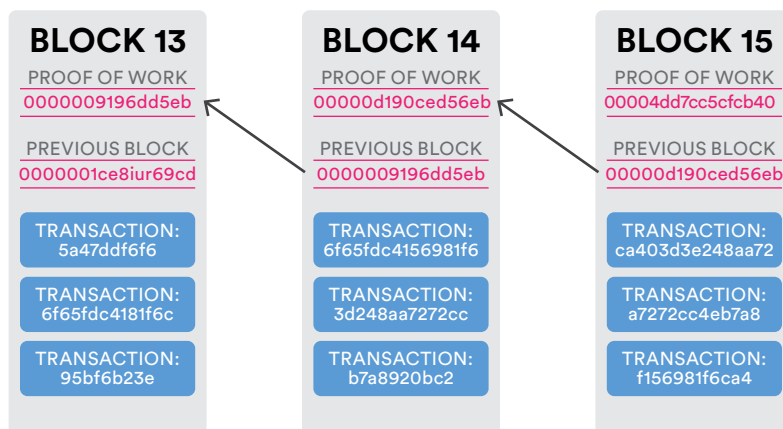 BLOCK 13
PROOF OF WORK
0000009196dd5eb
PREVIOUS BLOCK
0000001ce8iur69cd
TRANSACTION:
5a47ddf6f6
TRANSACTION:
6f65fdc4181f6c
TRANSACTION:
95bf6b23e
BLOCK 14
PROOF OF WORK
00000d190ced56eb
PREVIOUS BLOCK
0000009196dd5eb
TRANSACTION:
6f65fdc4156981f6
TRANSACTION:
3d248aa7272cc
TRANSACTION:
b7a8920bc2
BLOCK 15
PROOF OF WORK
00004dd7cc5cfcb40
PREVIOUS BLOCK
00000d190ced56eb
TRANSACTION:
ca403d3e248aa72
TRANSACTION:
a7272cc4eb7a8
TRANSACTION:
f156981f6ca4